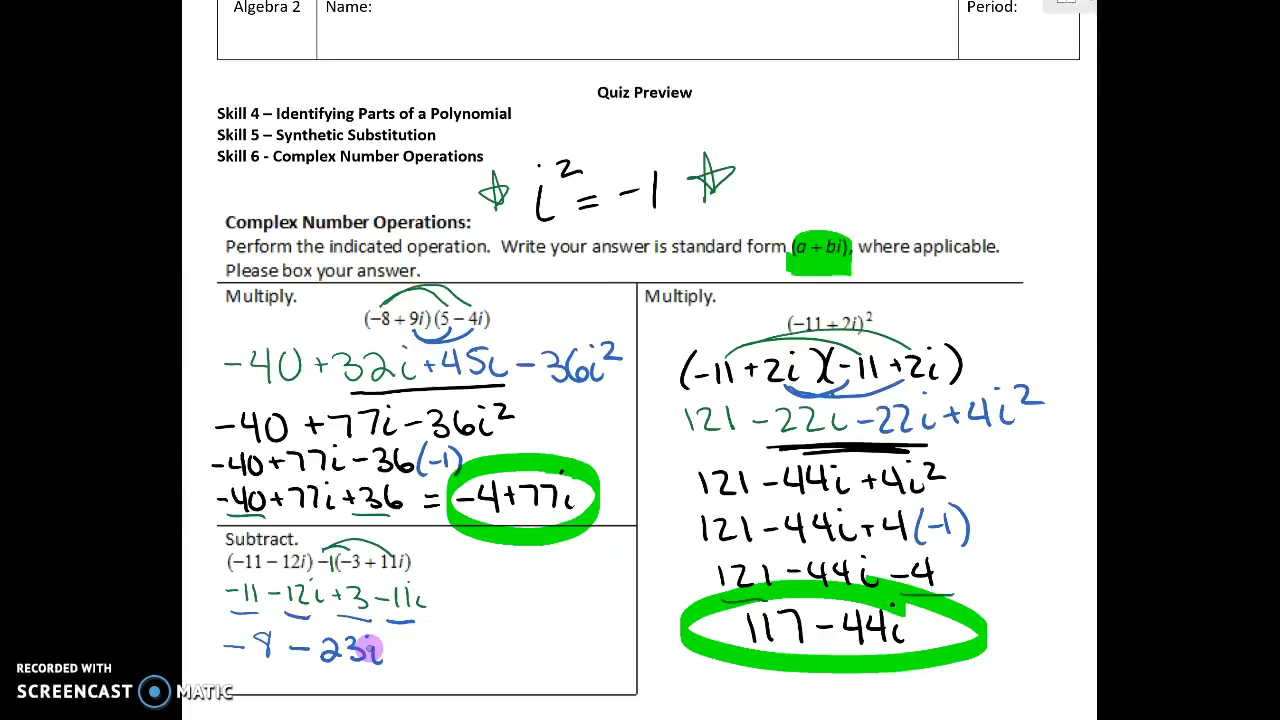 Algebra 2 Name: Period:
Quiz Preview
Skill 4 – Identifying Parts of a Polynomial
Skill 5 – Synthetic Substitution
Skill 6 - Complex Number Operations
i² = -1
Complex Number Operations:
Perform the indicated operation. Write your answer is standard form (a + bi), where applicable.
Please box your answer.
Multiply.
(−8 + 9i)(5 − 4i)
-40 +32i +45i -36i²
-40 +77i -36i²
-40+77i -36(-1)
-40+77i+36 = -4+77i
Multiply.
(−11 + 2i)²
(-11 +2i)(-11 +2i)
121 -22i -22i +4i²
121 -44i +4i²
121 -44i +4(-1)
121 -44i -4
117 -44i
Subtract.
(−11 − 12i) −1(−3 + 11i)
-11 -12i +3 -11i
-8 -23i
RECORDED WITH
SCREENCAST MATIC